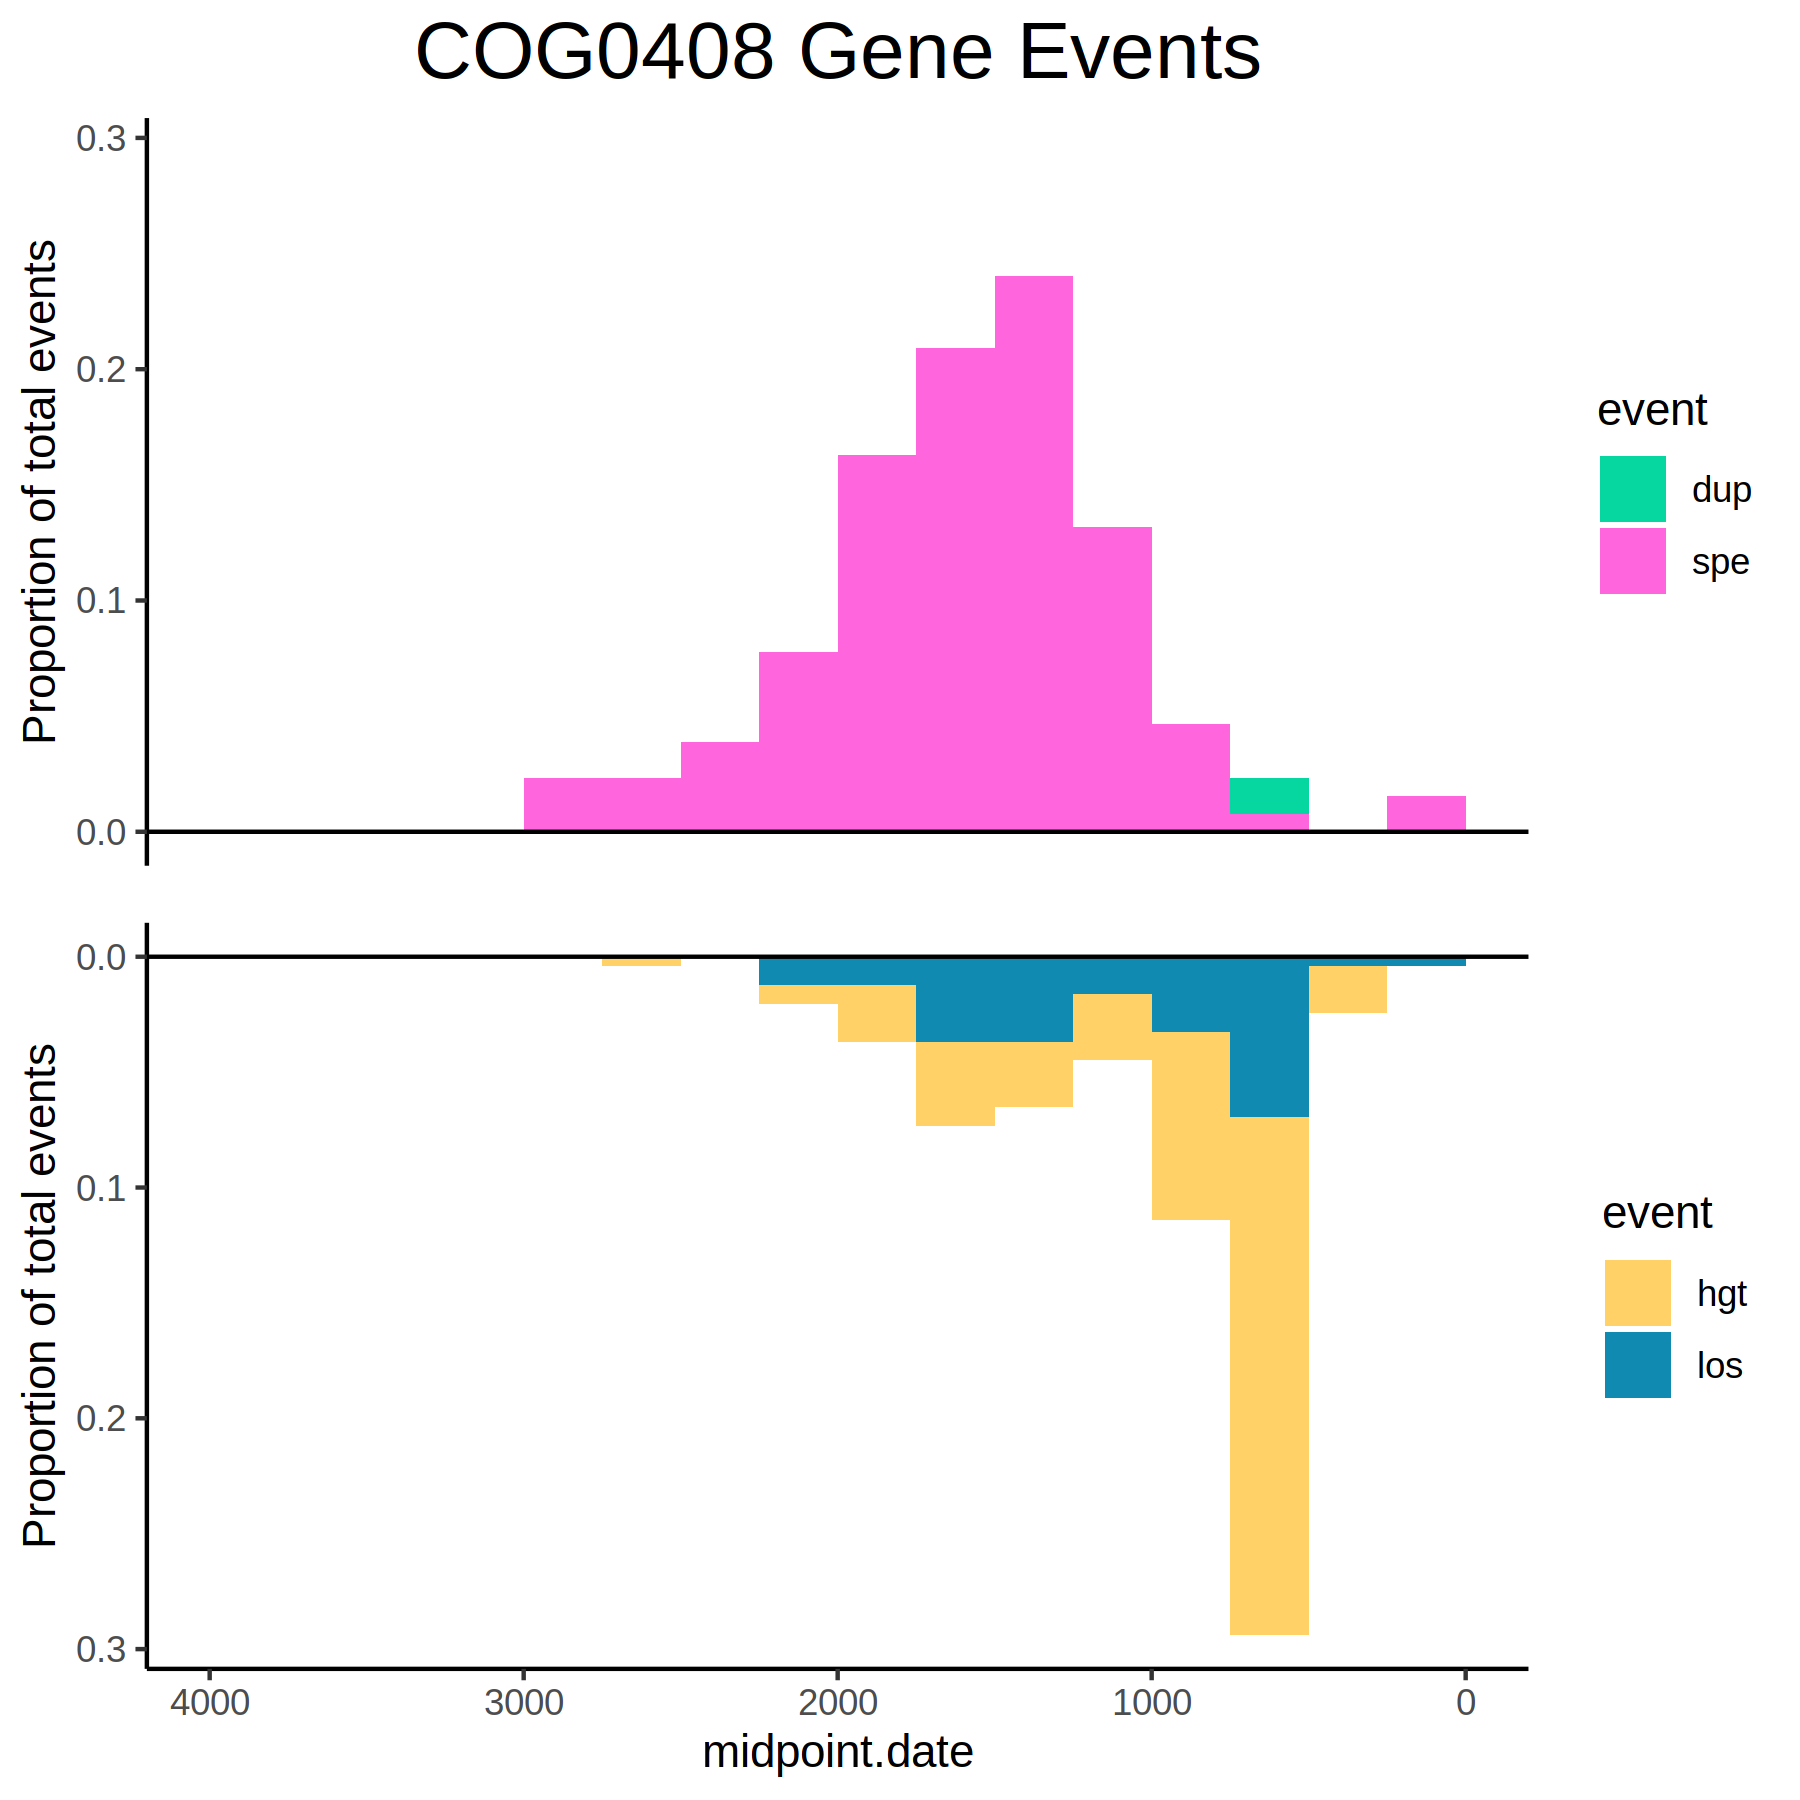 COG0408 Gene Events
Proportion of total events
0.3
0.2
0.1
0.0
event
dup
spe
Proportion of total events
0.0
0.1
0.2
0.3
event
hgt
los
4000 3000 2000 1000 0
midpoint.date